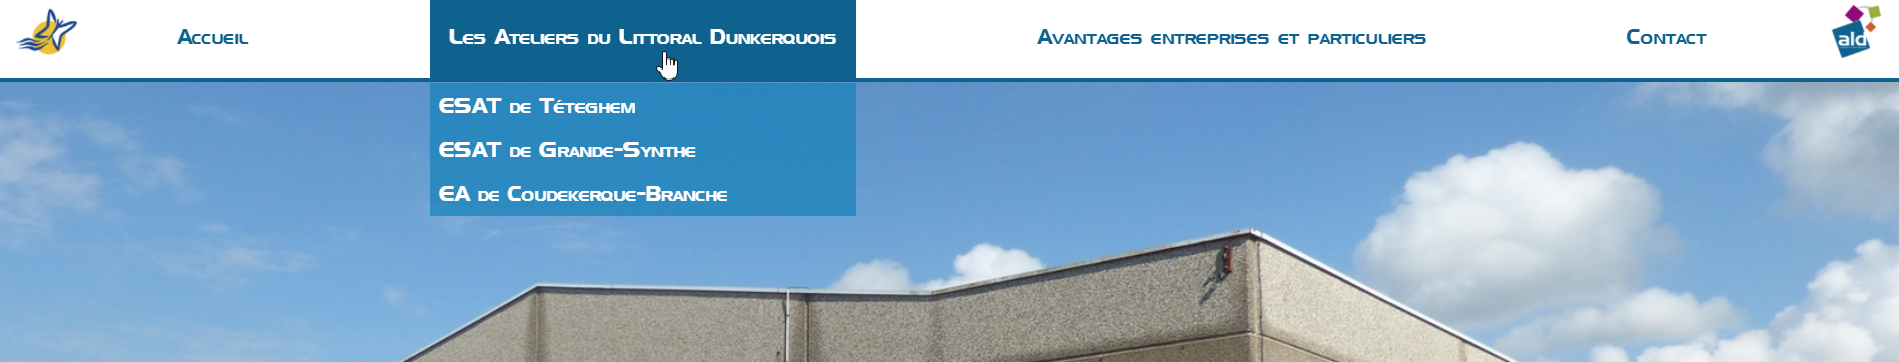 Accueil
Les Ateliers du Littoral Dunkerquois
Avantages entreprises et particuliers
Contact
ald
ESAT de Téteghem
ESAT de Grande-Synthe
EA de Coudekerque-Branche